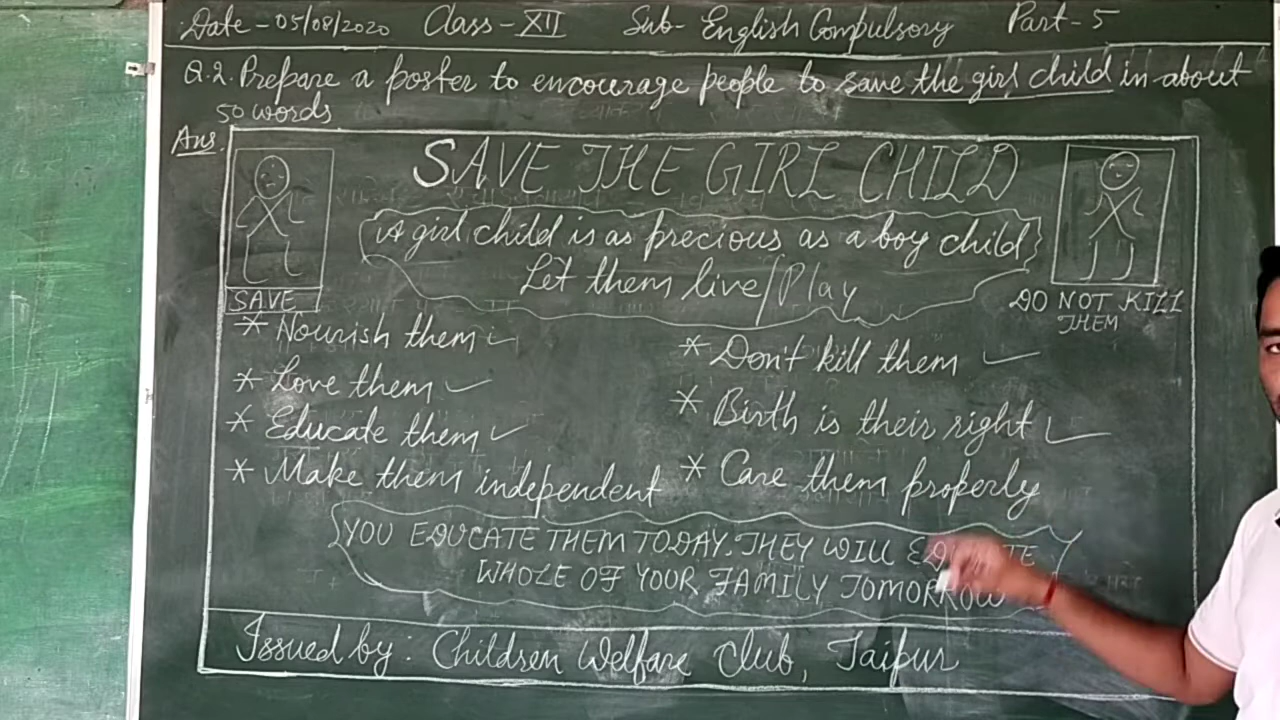 Date - 05/08/2020 Class - XII Sub- English Compulsory Part - 5
Q.2. Prepare a poster to encourage people to save the girl child in about
50 words
Ans.
SAVE THE GIRL CHILD
A girl child is as precious as a boy child
Let them live/Play
SAVE
DO NOT KILL
THEM
* Nourish them
* Love them
* Educate them
* Make them independent
* Don't kill them
* Birth is their right
* Care them properly
YOU EDUCATE THEM TODAY. THEY WILL EDUCATE
WHOLE OF YOUR FAMILY TOMORROW
Issued by : Children Welfare Club, Jaipur